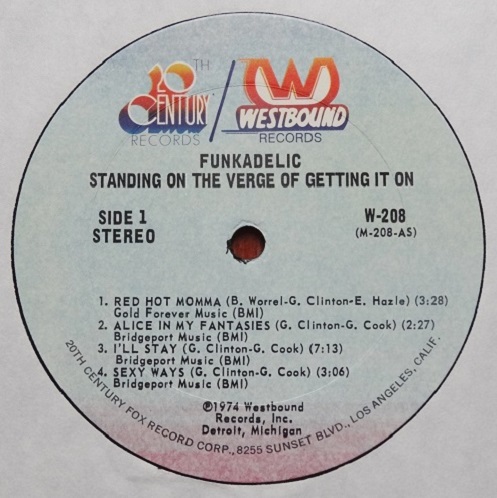 20TH CENTURY RECORDS / W WESTBOUND RECORDS
FUNKADELIC
STANDING ON THE VERGE OF GETTING IT ON
SIDE 1 W-208
STEREO (M-208-AS)
1. RED HOT MOMMA (B. Worrel-G. Clinton-E. Hazle) (3:28)
Gold Forever Music (BMI)
2. ALICE IN MY FANTASIES (G. Clinton-G. Cook) (2:27)
Bridgeport Music (BMI)
3. I'LL STAY (G. Clinton-G. Cook) (7:13)
Bridgeport Music (BMI)
4. SEXY WAYS (G. Clinton-G. Cook) (3:06)
Bridgeport Music (BMI)
℗1974 Westbound
Records, Inc.
Detroit, Michigan
20TH CENTURY FOX RECORD CORP., 8255 SUNSET BLVD., LOS ANGELES, CALIF.